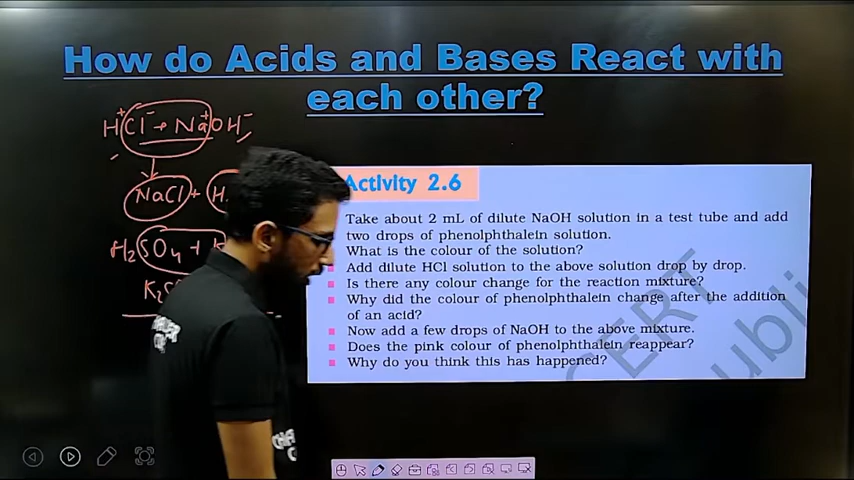 How do Acids and Bases React with
each other?
H⁺Cl⁻ + Na⁺OH⁻
NaCl + H
H₂SO₄ + K
Activity 2.6
Take about 2 mL of dilute NaOH solution in a test tube and add
two drops of phenolphthalein solution.
What is the colour of the solution?
Add dilute HCl solution to the above solution drop by drop.
Is there any colour change for the reaction mixture?
Why did the colour of phenolphthalein change after the addition
of an acid?
Now add a few drops of NaOH to the above mixture.
Does the pink colour of phenolphthalein reappear?
Why do you think this has happened?